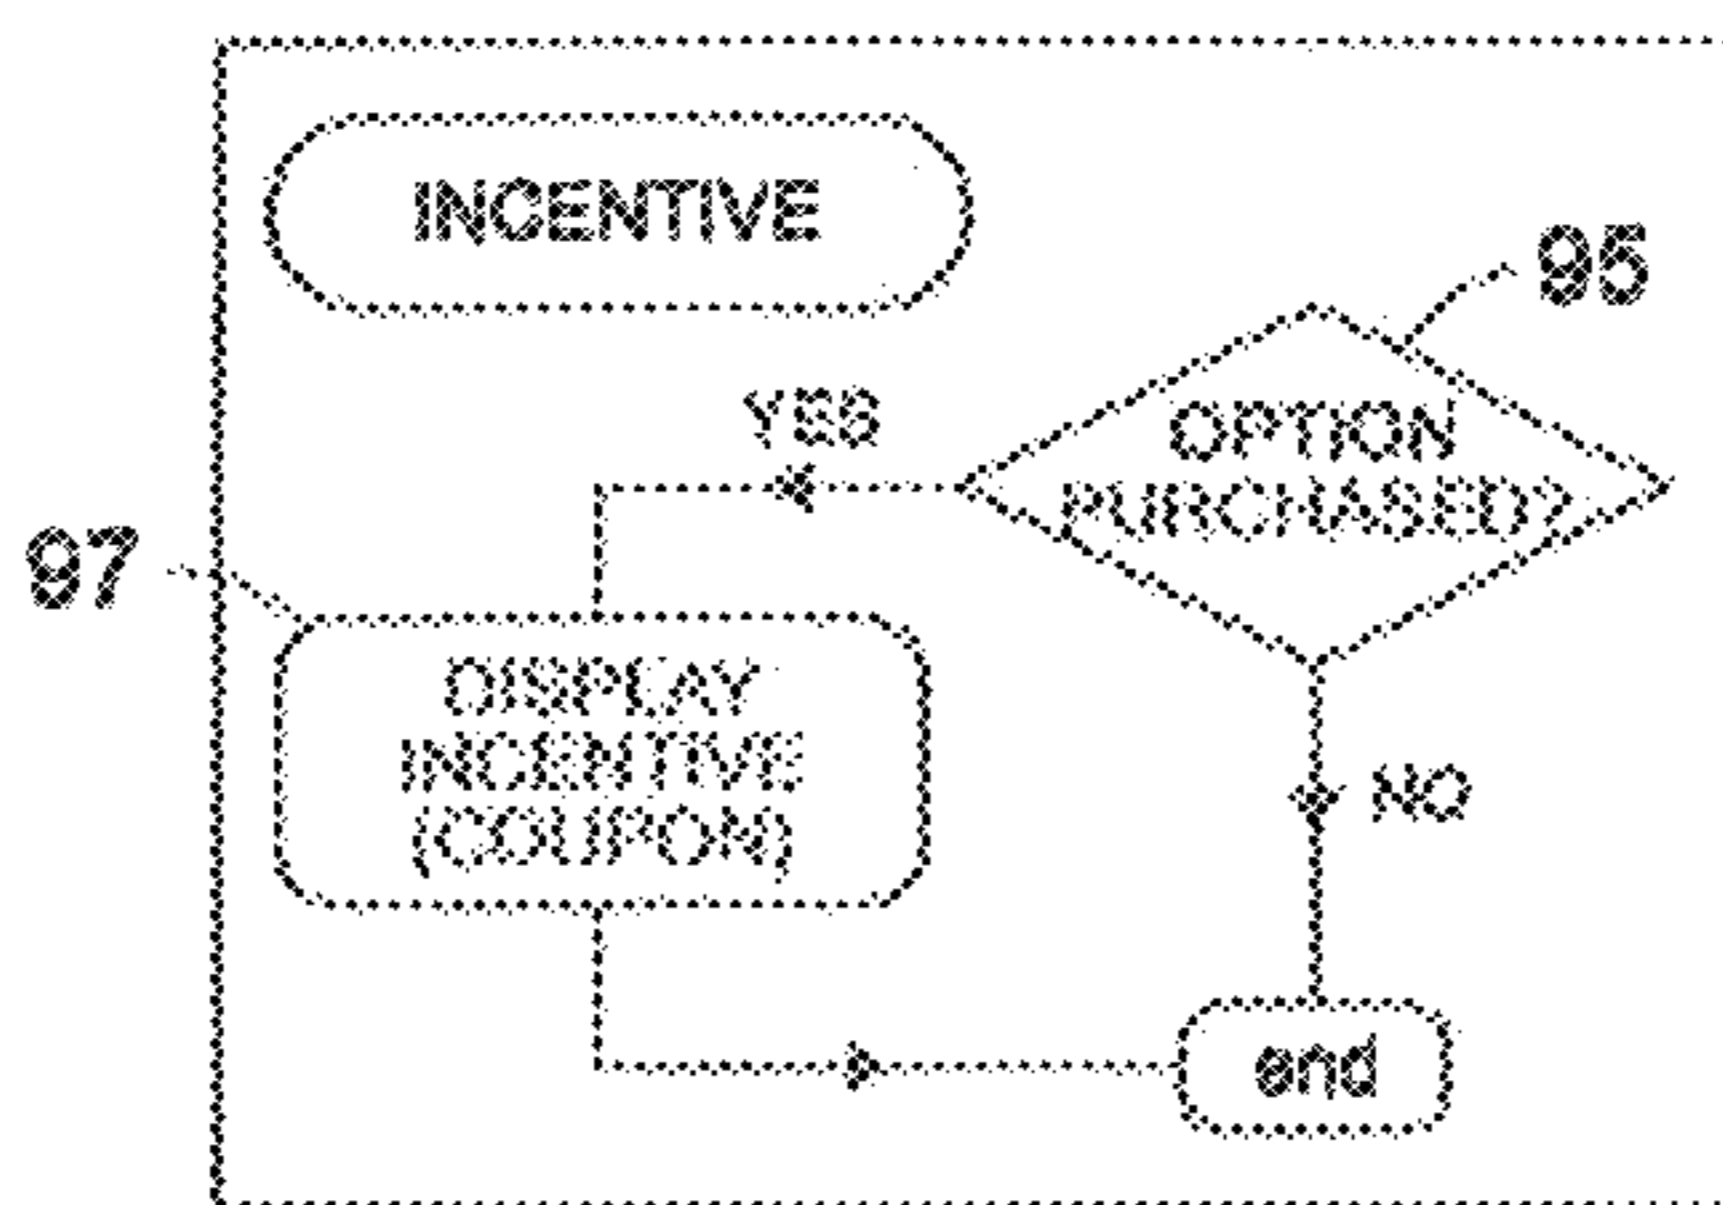 INCENTIVE
95
YES
OPTION
PURCHASED?
97
DISPLAY
INCENTIVE
(COUPON)
NO
end